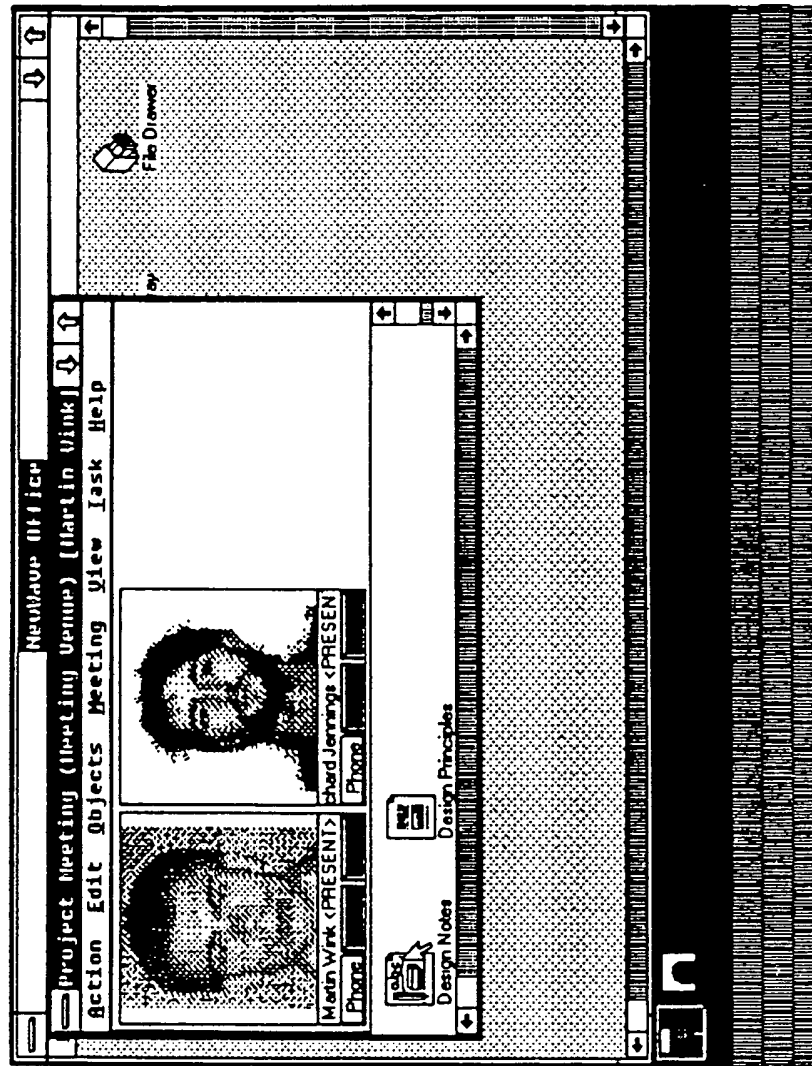 NewWave Office
Project Meeting (Meeting Venue) [Martin Wink]
Action Edit Objects Meeting View Task Help
Martin Wink <PRESENT>
chard Jennings <PRESEN
Phone
Phone
Design Notes
Design Principles
File Drawer